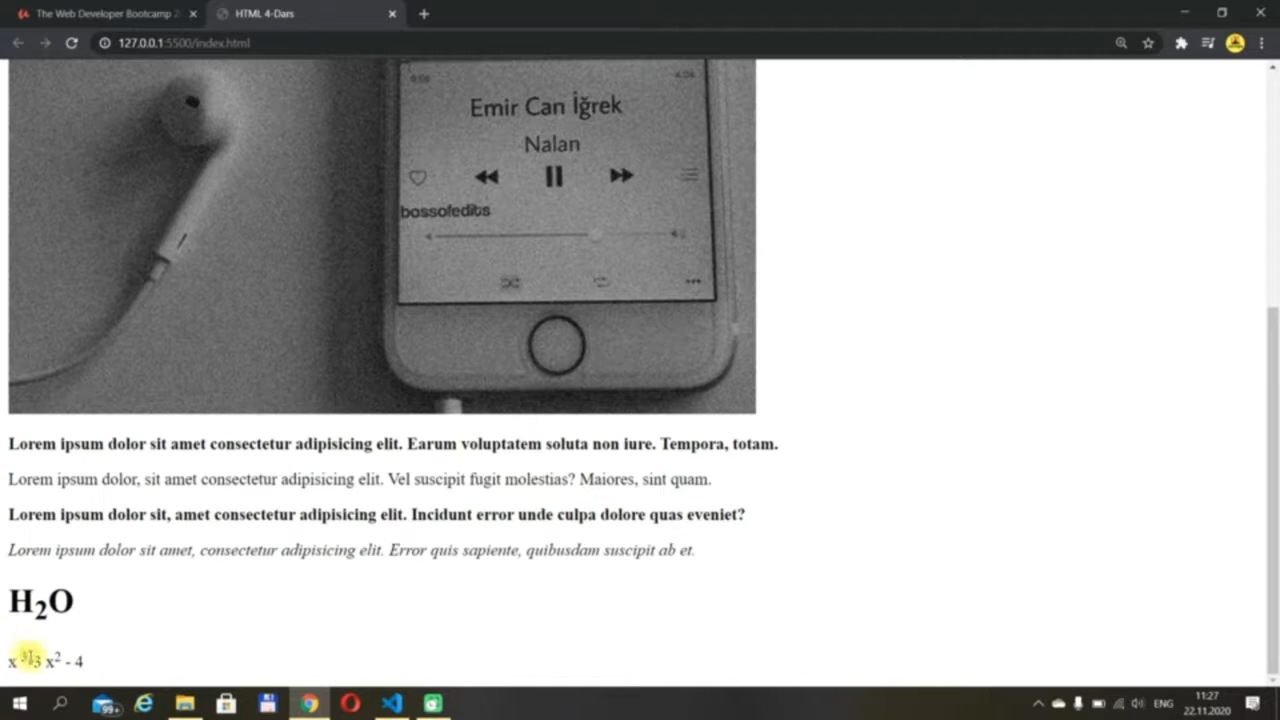 The Web Developer Bootcamp 2
HTML 4-Dars
127.0.0.1:5500/index.html
4:04
Emir Can İğrek
Nalan
bossofedits
Lorem ipsum dolor sit amet consectetur adipisicing elit. Earum voluptatem soluta non iure. Tempora, totam.
Lorem ipsum dolor, sit amet consectetur adipisicing elit. Vel suscipit fugit molestias? Maiores, sint quam.
Lorem ipsum dolor sit, amet consectetur adipisicing elit. Incidunt error unde culpa dolore quas eveniet?
Lorem ipsum dolor sit amet, consectetur adipisicing elit. Error quis sapiente, quibusdam suscipit ab et.
H₂O
x 3 x² - 4
99+
ENG
11:27
22.11.2020